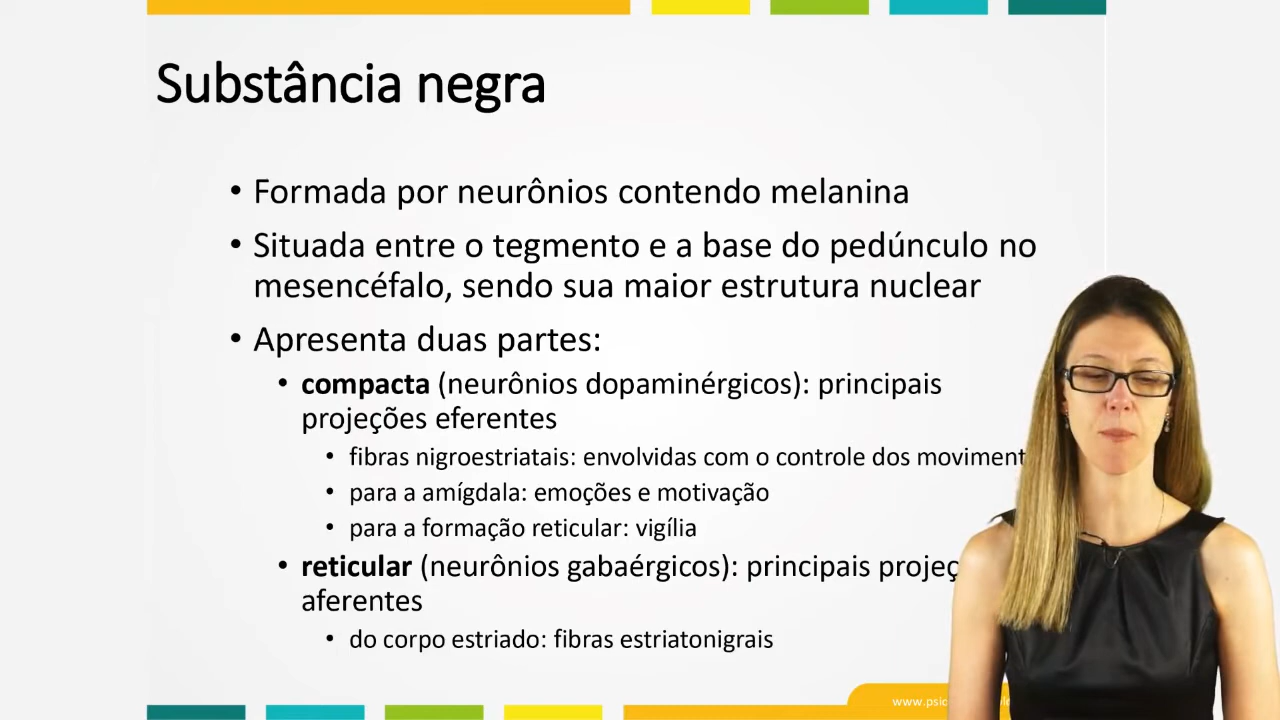 Substância negra
• Formada por neurônios contendo melanina
• Situada entre o tegmento e a base do pedúnculo no
mesencéfalo, sendo sua maior estrutura nuclear
• Apresenta duas partes:
• compacta (neurônios dopaminérgicos): principais
projeções eferentes
• fibras nigroestriatais: envolvidas com o controle dos moviment
• para a amígdala: emoções e motivação
• para a formação reticular: vigília
• reticular (neurônios gabaérgicos): principais projeç
aferentes
• do corpo estriado: fibras estriatonigrais